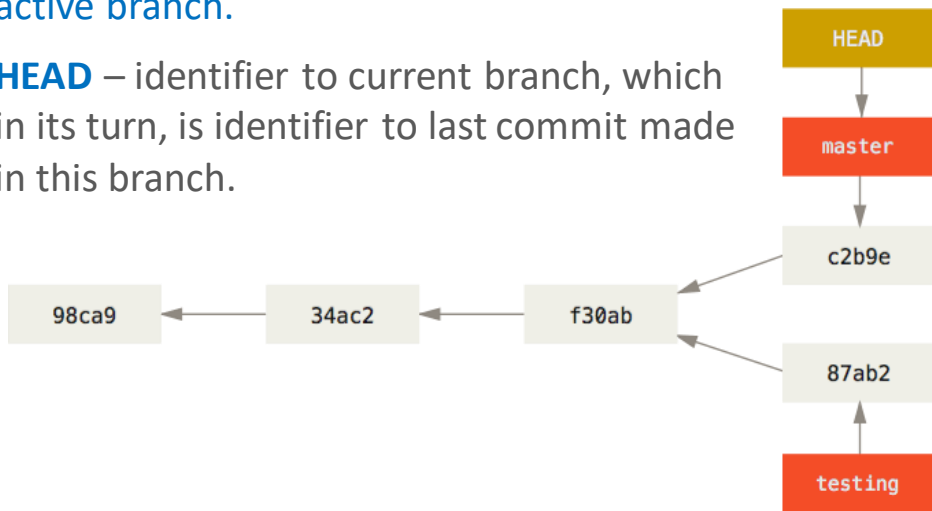 active branch.
HEAD – identifier to current branch, which
in its turn, is identifier to last commit made
in this branch.
HEAD
master
c2b9e
98ca9
34ac2
f30ab
87ab2
testing